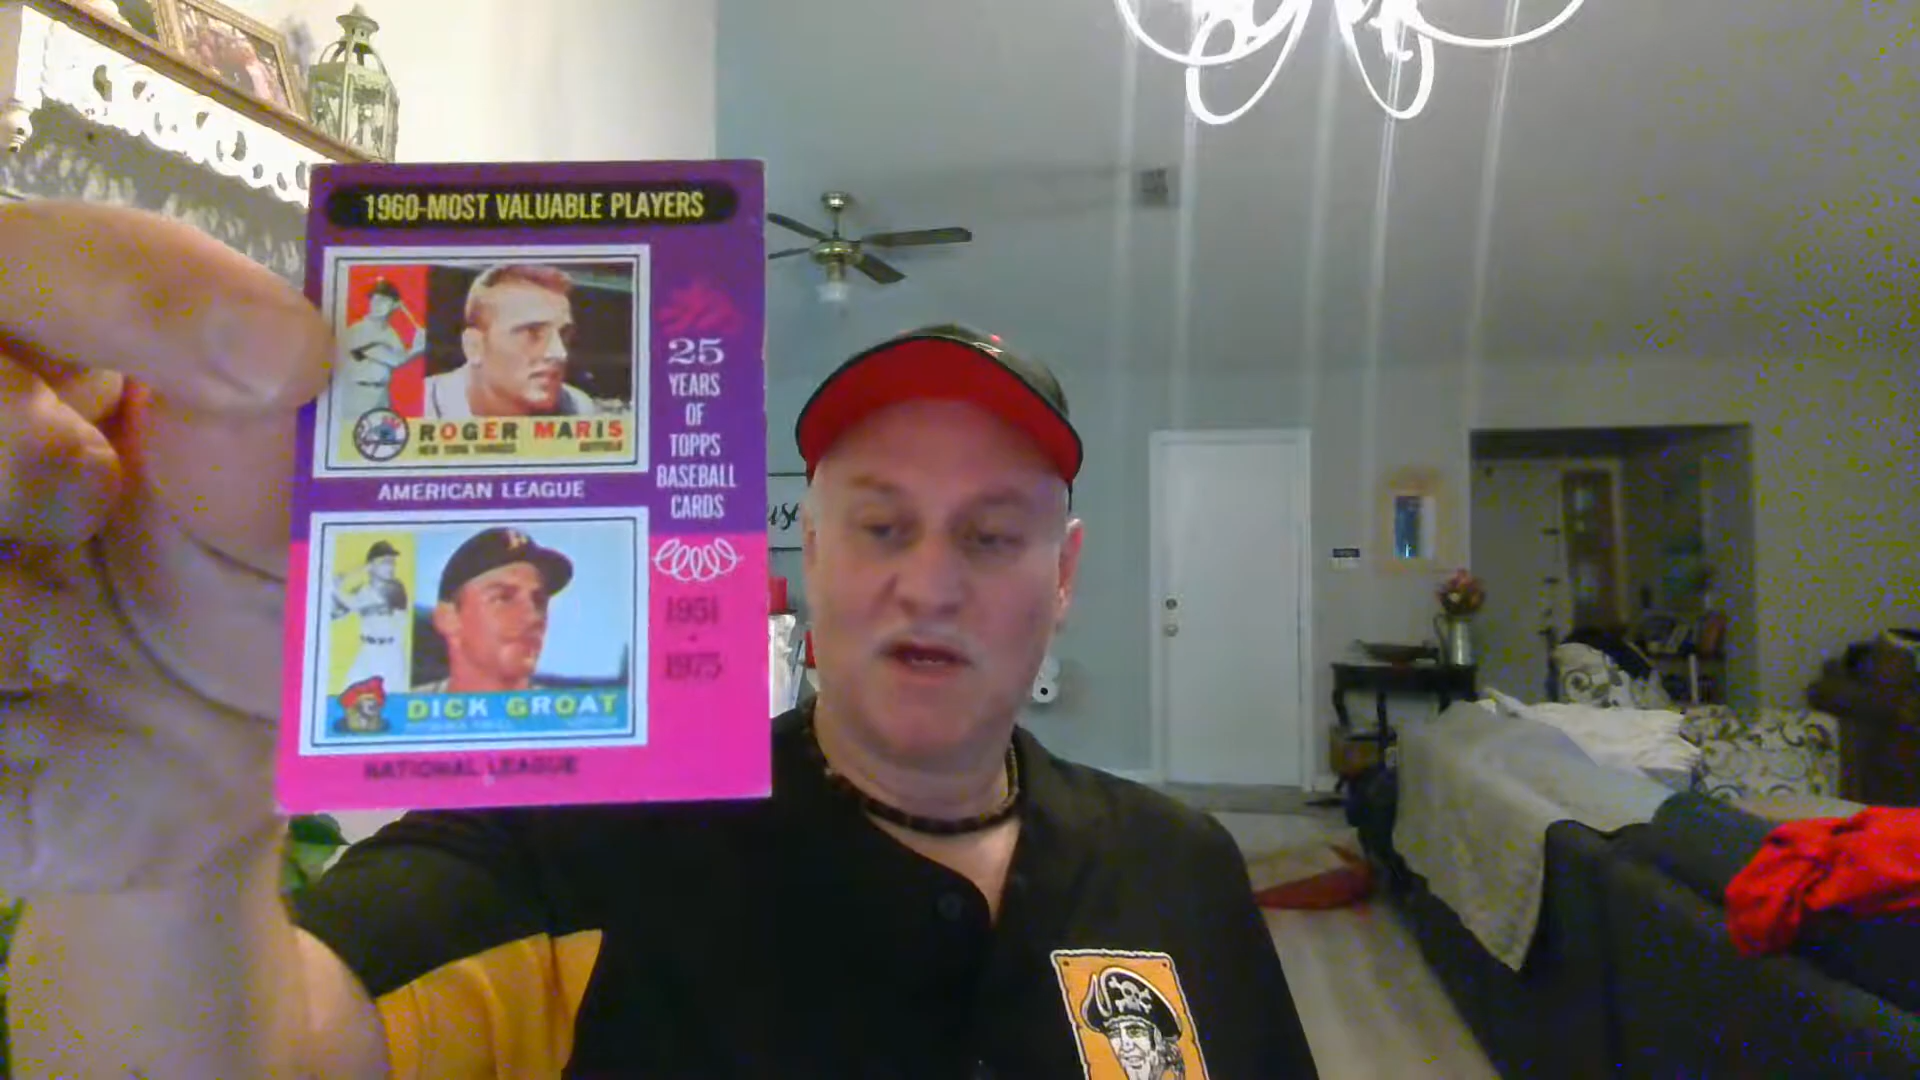 1960-MOST VALUABLE PLAYERS
ROGER MARIS
NEW YORK YANKEES
OUTFIELD
AMERICAN LEAGUE
25
YEARS
OF
TOPPS
BASEBALL
CARDS
1951
-
1975
DICK GROAT
NATIONAL LEAGUE